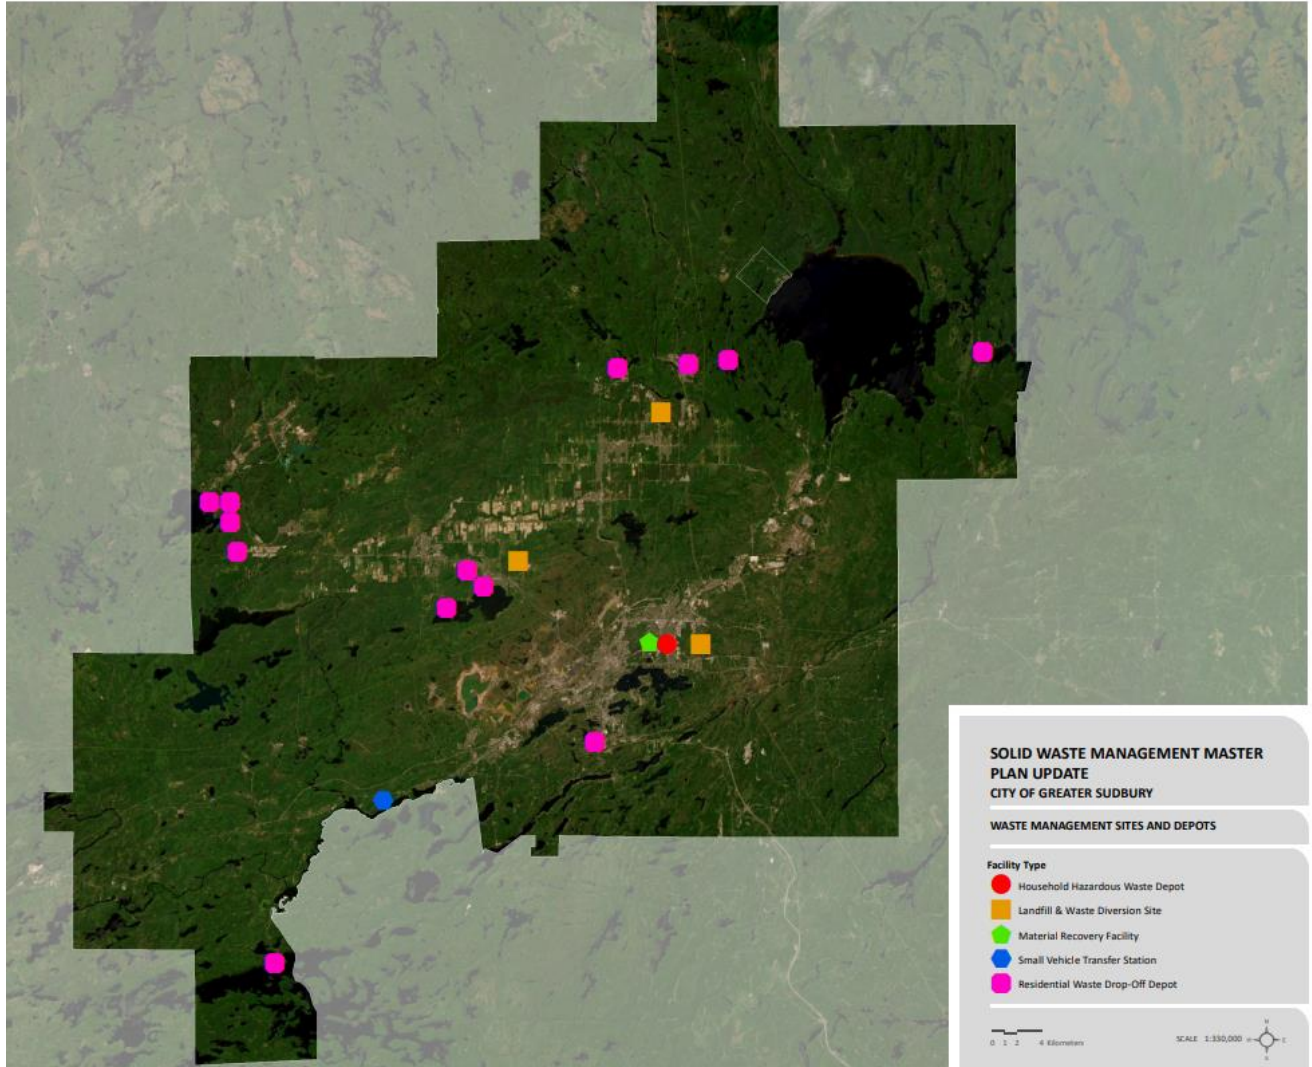 SOLID WASTE MANAGEMENT MASTER
PLAN UPDATE
CITY OF GREATER SUDBURY
WASTE MANAGEMENT SITES AND DEPOTS
Facility Type
Household Hazardous Waste Depot
Landfill & Waste Diversion Site
Material Recovery Facility
Small Vehicle Transfer Station
Residential Waste Drop-Off Depot
0 1 2 4 Kilometers
SCALE 1:330,000
N
W E
S